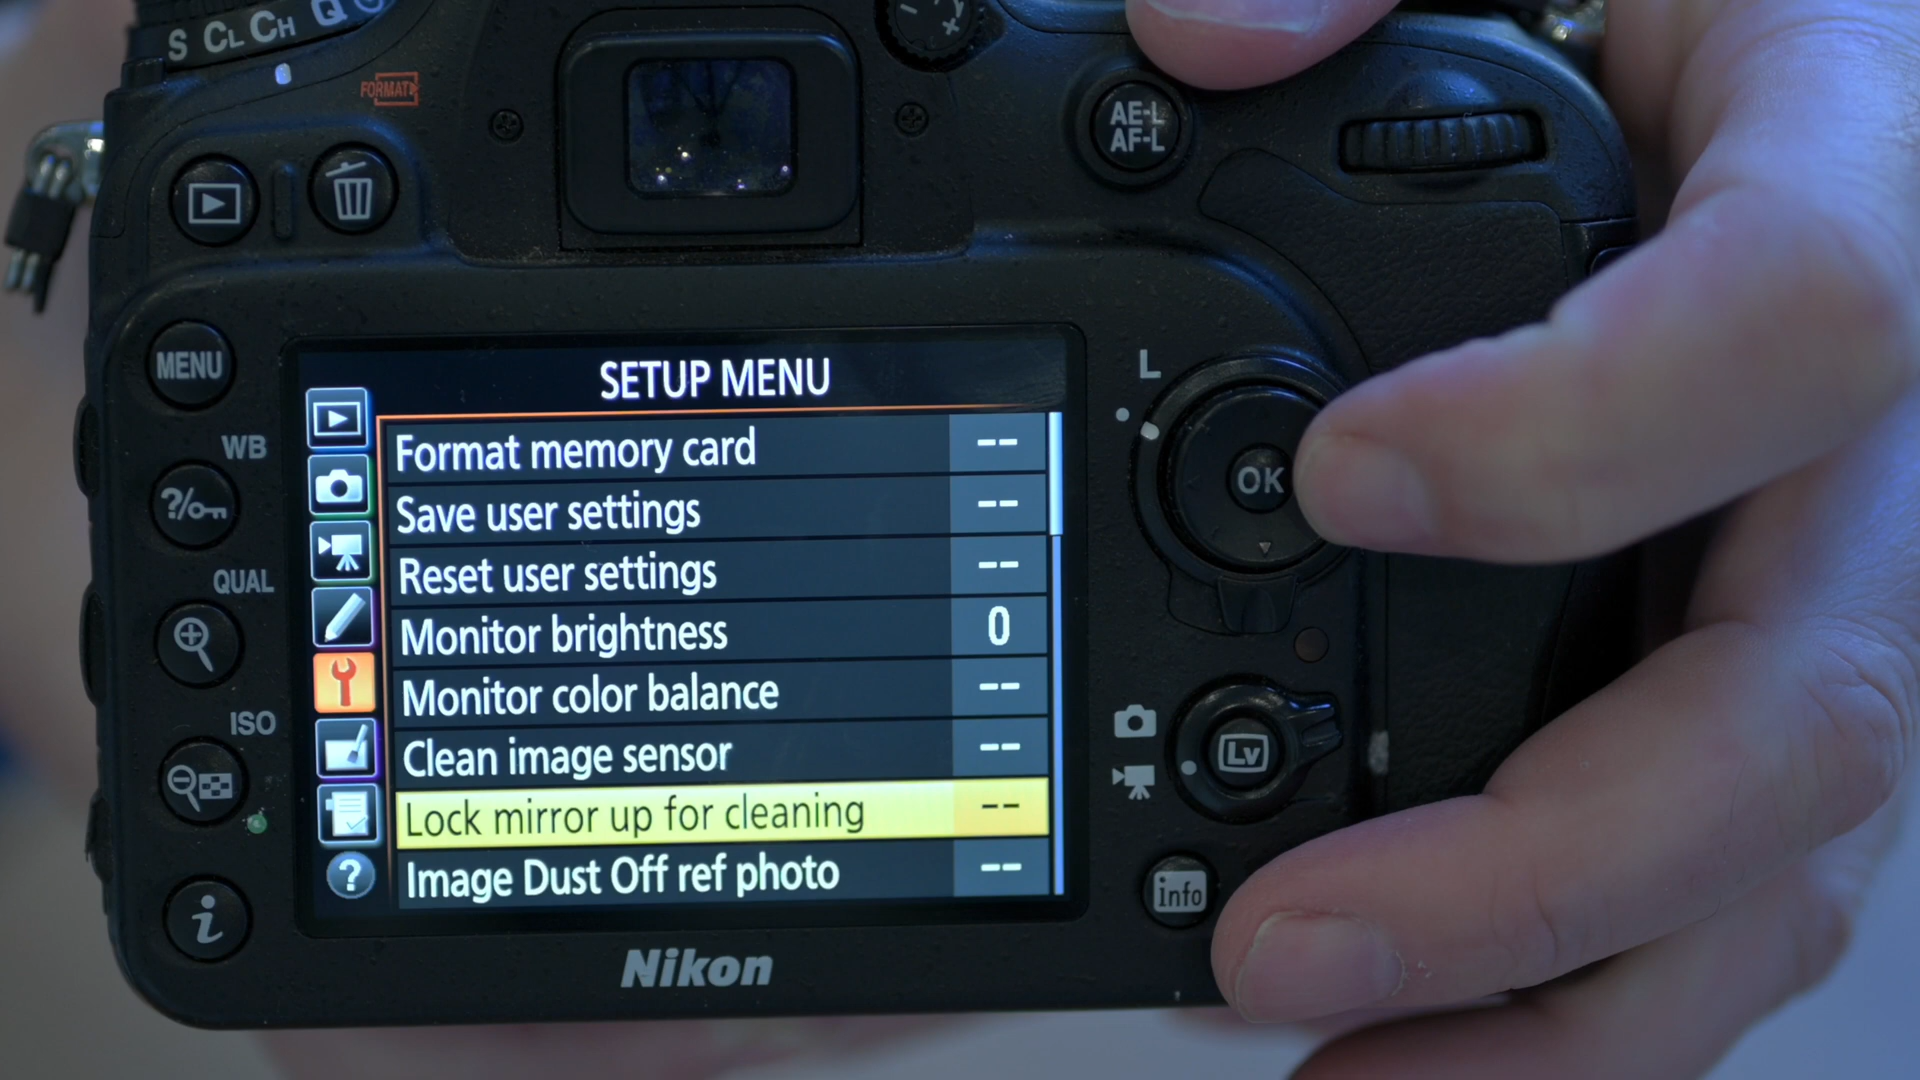 S CL CH Q
FORMAT
AE-L
AF-L
MENU
WB
?/
QUAL
ISO
i
SETUP MENU
Format memory card --
Save user settings --
Reset user settings --
Monitor brightness 0
Monitor color balance --
Clean image sensor --
Lock mirror up for cleaning --
Image Dust Off ref photo --
?
L
OK
Lv
info
Nikon